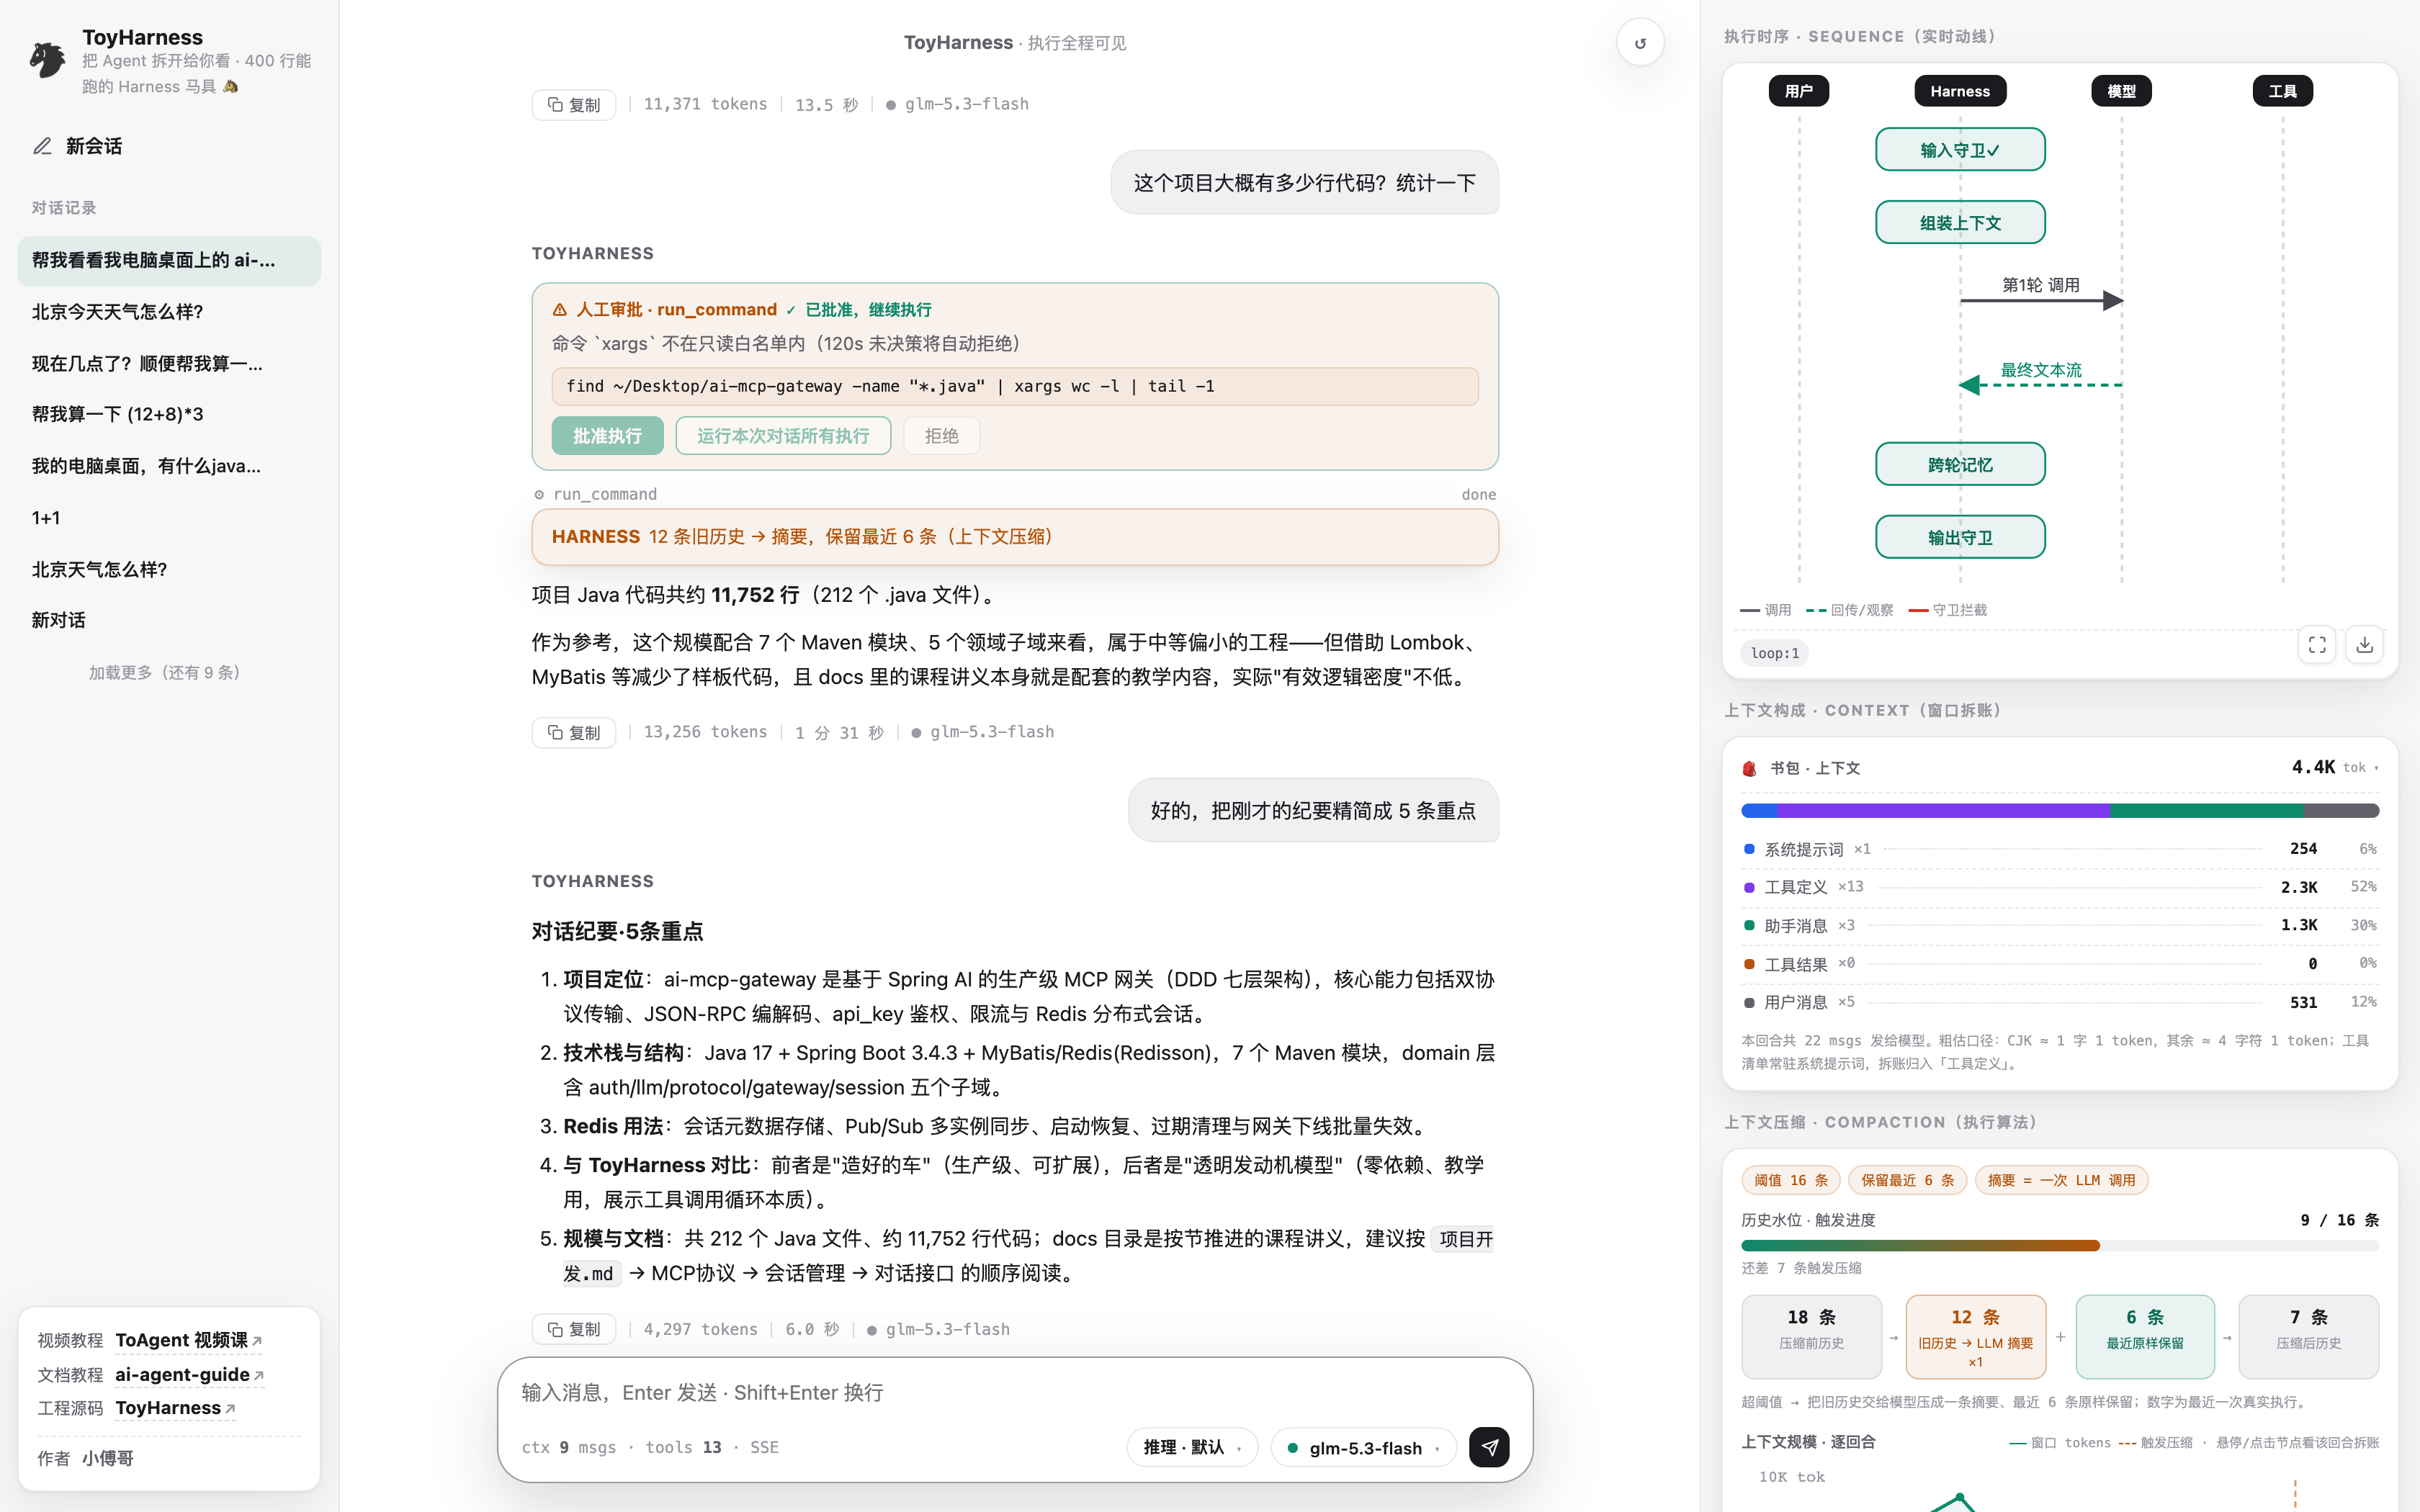 ToyHarness
把 Agent 拆开给你看 · 400 行能
跑的 Harness 马具 🐴
新会话
对话记录
帮我看看我电脑桌面上的 ai-...
北京今天天气怎么样?
现在几点了？顺便帮我算一...
帮我算一下 (12+8)*3
我的电脑桌面，有什么java...
1+1
北京天气怎么样?
新对话
加载更多（还有 9 条）
视频教程 ToAgent 视频课↗
文档教程 ai-agent-guide↗
工程源码 ToyHarness↗
作者 小傅哥
ToyHarness · 执行全程可见
↺
复制 | 11,371 tokens | 13.5 秒 | ● glm-5.3-flash
这个项目大概有多少行代码？统计一下
TOYHARNESS
⚠ 人工审批 · run_command ✓ 已批准，继续执行
命令 `xargs` 不在只读白名单内（120s 未决策将自动拒绝）
find ~/Desktop/ai-mcp-gateway -name "*.java" | xargs wc -l | tail -1
批准执行 运行本次对话所有执行 拒绝
⚙ run_command done
HARNESS 12 条旧历史 → 摘要，保留最近 6 条（上下文压缩）
项目 Java 代码共约 11,752 行（212 个 .java 文件）。
作为参考，这个规模配合 7 个 Maven 模块、5 个领域子域来看，属于中等偏小的工程——但借助 Lombok、
MyBatis 等减少了样板代码，且 docs 里的课程讲义本身就是配套的教学内容，实际"有效逻辑密度"不低。
复制 | 13,256 tokens | 1 分 31 秒 | ● glm-5.3-flash
好的，把刚才的纪要精简成 5 条重点
TOYHARNESS
对话纪要·5条重点
1. 项目定位：ai-mcp-gateway 是基于 Spring AI 的生产级 MCP 网关（DDD 七层架构），核心能力包括双协
议传输、JSON-RPC 编解码、api_key 鉴权、限流与 Redis 分布式会话。
2. 技术栈与结构：Java 17 + Spring Boot 3.4.3 + MyBatis/Redis(Redisson)，7 个 Maven 模块，domain 层
含 auth/llm/protocol/gateway/session 五个子域。
3. Redis 用法：会话元数据存储、Pub/Sub 多实例同步、启动恢复、过期清理与网关下线批量失效。
4. 与 ToyHarness 对比：前者是"造好的车"（生产级、可扩展），后者是"透明发动机模型"（零依赖、教学
用，展示工具调用循环本质）。
5. 规模与文档：共 212 个 Java 文件、约 11,752 行代码；docs 目录是按节推进的课程讲义，建议按 项目开
发.md → MCP协议 → 会话管理 → 对话接口 的顺序阅读。
复制 | 4,297 tokens | 6.0 秒 | ● glm-5.3-flash
输入消息，Enter 发送 · Shift+Enter 换行
ctx 9 msgs · tools 13 · SSE 推理 · 默认 glm-5.3-flash
执行时序 · SEQUENCE（实时动线）
用户 Harness 模型 工具
输入守卫✓
组装上下文
第1轮 调用
最终文本流
跨轮记忆
输出守卫
调用 回传/观察 守卫拦截
loop:1
上下文构成 · CONTEXT（窗口拆账）
🎒 书包 · 上下文 4.4K tok ▾
系统提示词 ×1 254 6%
工具定义 ×13 2.3K 52%
助手消息 ×3 1.3K 30%
工具结果 ×0 0 0%
用户消息 ×5 531 12%
本回合共 22 msgs 发给模型。粗估口径：CJK ≈ 1 字 1 token，其余 ≈ 4 字符 1 token；工具
清单常驻系统提示词，拆账归入「工具定义」。
上下文压缩 · COMPACTION（执行算法）
阈值 16 条 保留最近 6 条 摘要 = 一次 LLM 调用
历史水位 · 触发进度 9 / 16 条
还差 7 条触发压缩
18 条 12 条 6 条 7 条
压缩前历史 → 旧历史 → LLM 摘要 + 最近原样保留 → 压缩后历史
×1
超阈值 → 把旧历史交给模型压成一条摘要、最近 6 条原样保留；数字为最近一次真实执行。
上下文规模 · 逐回合 窗口 tokens 触发压缩 · 悬停/点击节点看该回合拆账
10K tok